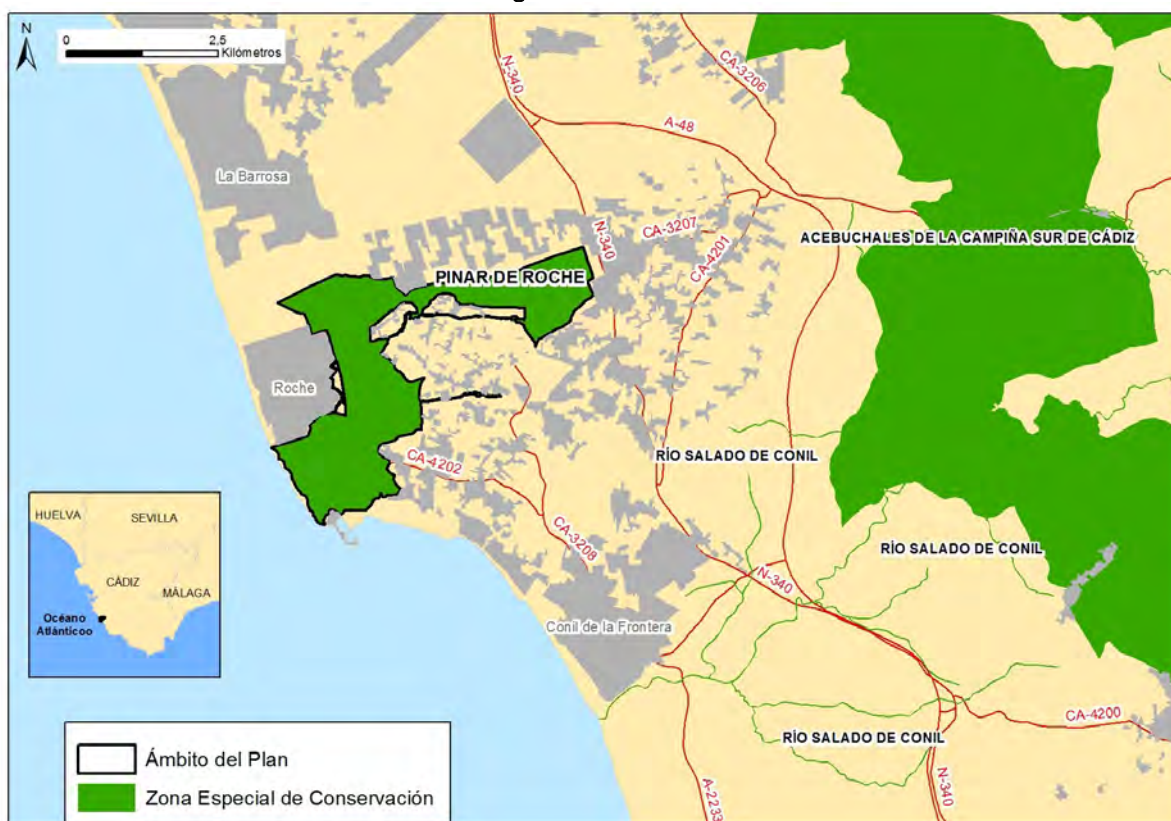 N
0 2,5
Kilómetros
N-340
CA-3206
A-48
La Barrosa
N-340
CA-3207
CA-4201
ACEBUCHALES DE LA CAMPIÑA SUR DE CÁDIZ
PINAR DE ROCHE
Roche
CA-4202
RÍO SALADO DE CONIL
CA-3208
RÍO SALADO DE CONIL
N-340
Conil de la Frontera
HUELVA
SEVILLA
CÁDIZ
MÁLAGA
Océano
Atlánticoo
CA-4200
RÍO SALADO DE CONIL
A-2233
N-340
Ámbito del Plan
Zona Especial de Conservación